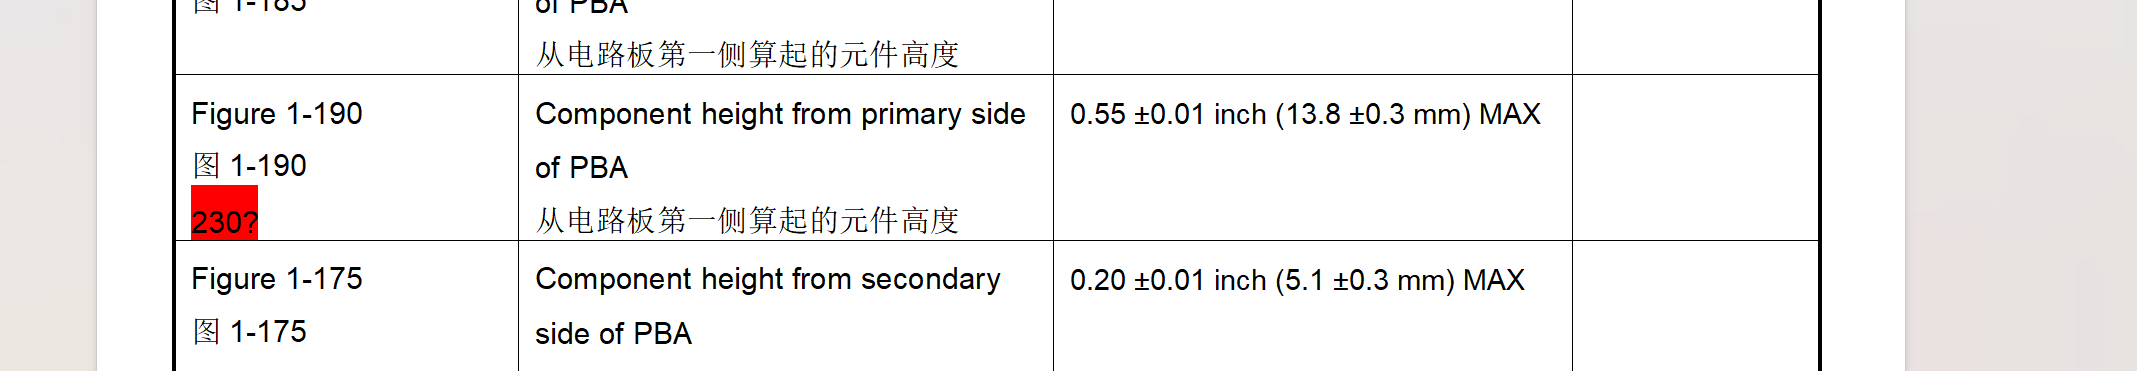 图 1-185
of PBA
从电路板第一侧算起的元件高度
Figure 1-190
图 1-190
230?
Component height from primary side
of PBA
从电路板第一侧算起的元件高度
0.55 ±0.01 inch (13.8 ±0.3 mm) MAX
Figure 1-175
图 1-175
Component height from secondary
side of PBA
0.20 ±0.01 inch (5.1 ±0.3 mm) MAX